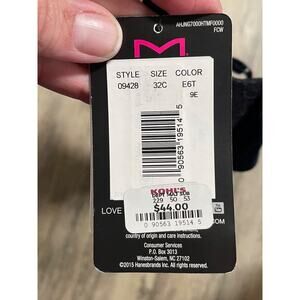 AHJNG7000HTMF0000
FCW
STYLE SIZE COLOR
09428 32C E6T
9E
0 90563 19514 5
KOHL'S
229 50 53
$44.00
0 90563 19514 5
LOVE
.COM
country of origin and care instructions.
Consumer Services
P.O. Box 3013
Winston-Salem, NC 27102
©2015 Hanesbrands Inc. All rights reserved.